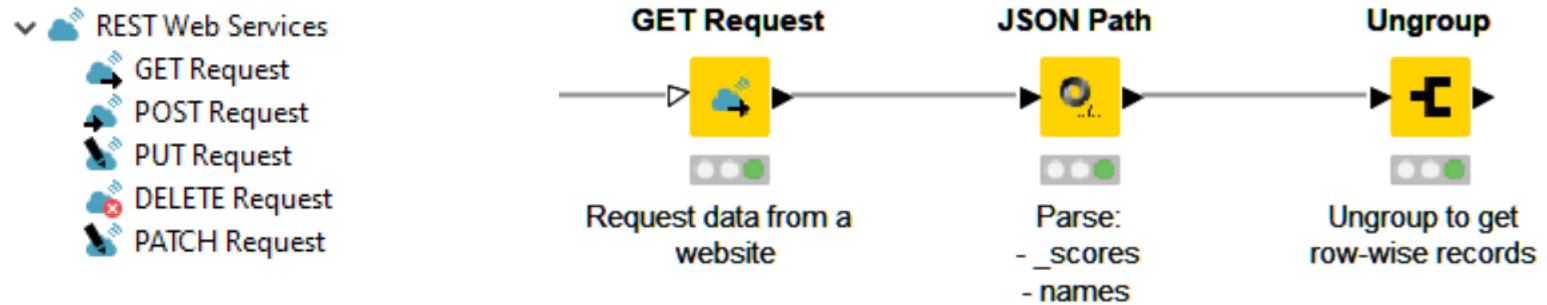 REST Web Services
GET Request
POST Request
PUT Request
DELETE Request
PATCH Request
GET Request
Request data from a
website
JSON Path
Parse:
- _scores
- names
Ungroup
Ungroup to get
row-wise records